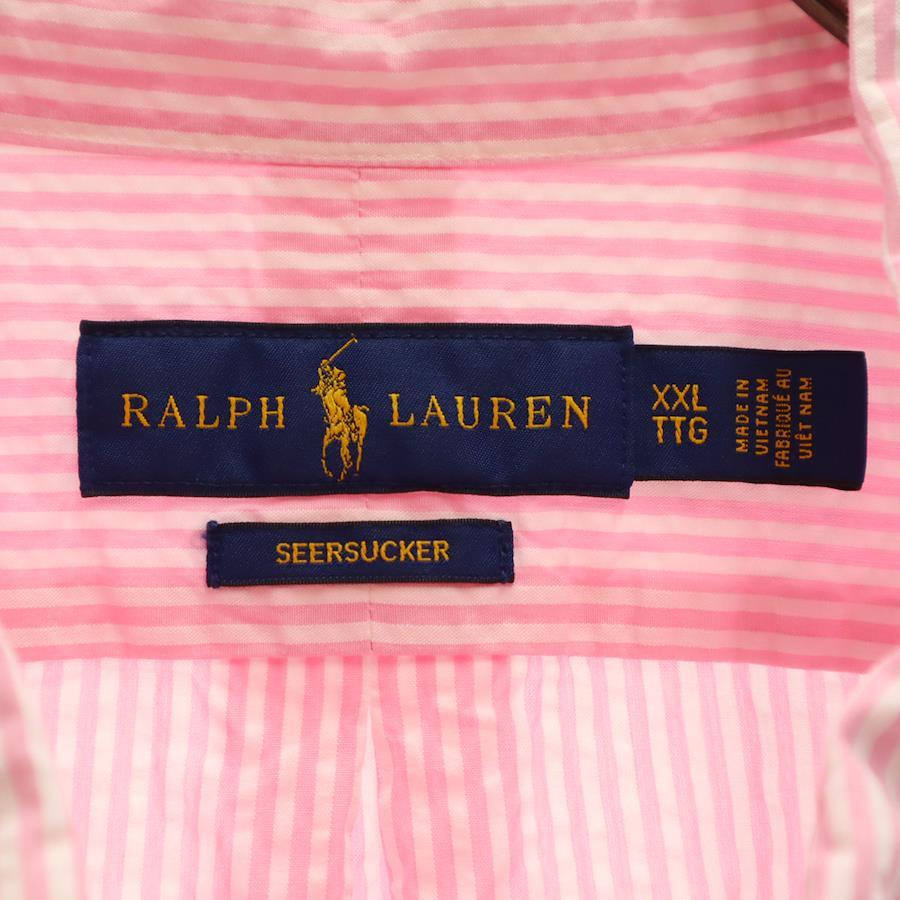 RALPH LAUREN
XXL
TTG
MADE IN
VIETNAM
FABRIQUÉ AU
VIÊT NAM
SEERSUCKER